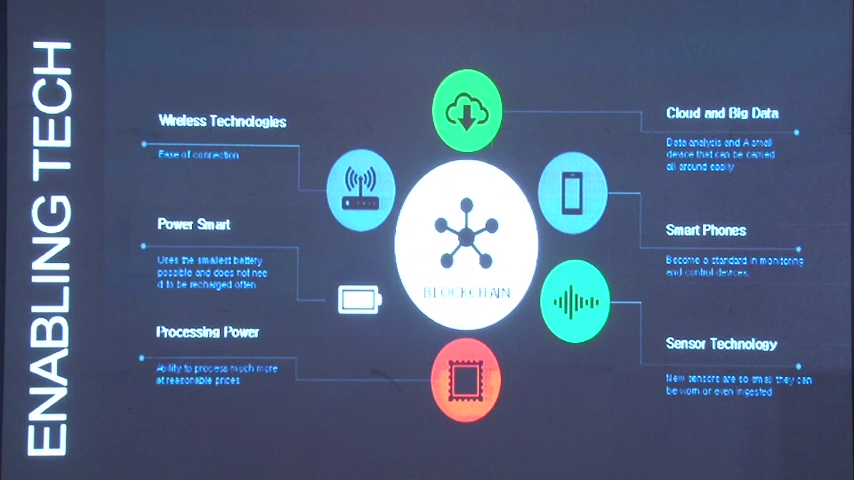 ENABLING TECH
Wireless Technologies
Ease of connection
Power Smart
Uses the smallest battery
possible and does not nee
d to be recharged often
Processing Power
Ability to process much more
at reasonable prices
BLOCKCHAIN
Cloud and Big Data
Data analysis and A small
device that can be carried
all around easily
Smart Phones
Become a standard in monitoring
and control devices.
Sensor Technology
New sensors are so small they can
be worn or even ingested